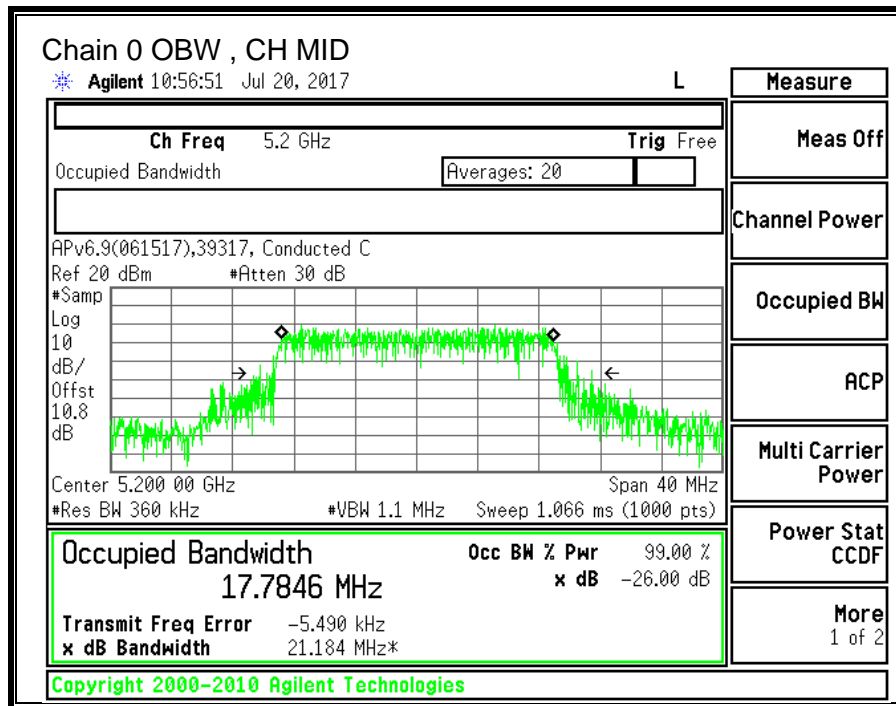 Chain 0 OBW , CH MID
Agilent 10:56:51 Jul 20, 2017 L
Measure
Ch Freq 5.2 GHz Trig Free
Meas Off
Occupied Bandwidth Averages: 20
Channel Power
APv6.9(061517),39317, Conducted C
Ref 20 dBm #Atten 30 dB
Occupied BW
#Samp
Log
10
dB/
Offst
10.8
dB
ACP
Multi Carrier
Power
Center 5.200 00 GHz Span 40 MHz
#Res BW 360 kHz #VBW 1.1 MHz Sweep 1.066 ms (1000 pts)
Power Stat
CCDF
Occupied Bandwidth
17.7846 MHz
Occ BW % Pwr 99.00 %
x dB -26.00 dB
Transmit Freq Error -5.490 kHz
x dB Bandwidth 21.184 MHz*
More
1 of 2
Copyright 2000-2010 Agilent Technologies